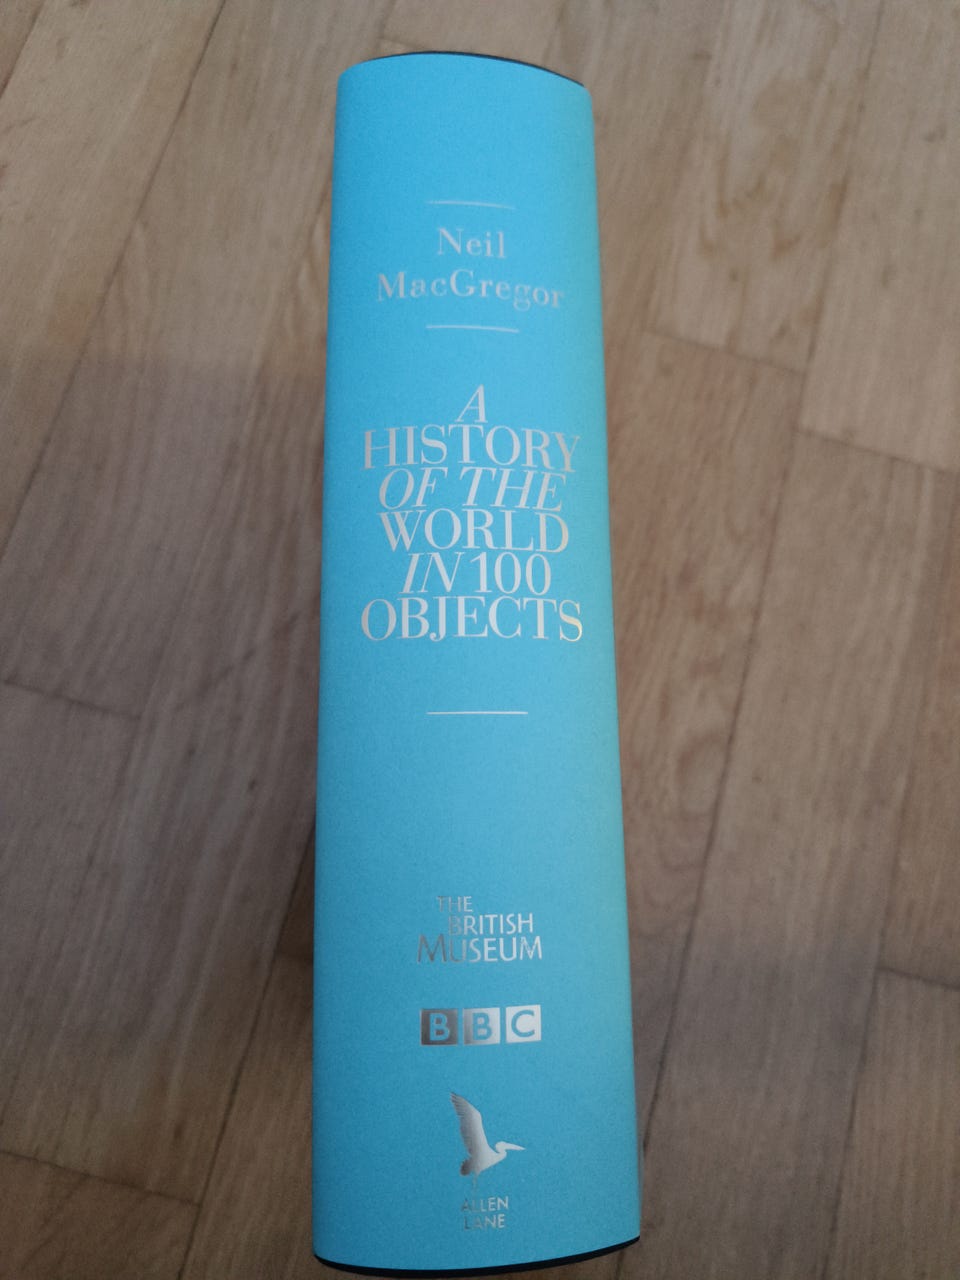 Neil
MacGregor
A
HISTORY
OF THE
WORLD
IN 100
OBJECTS
THE
BRITISH
MUSEUM
BBC
ALLEN
LANE